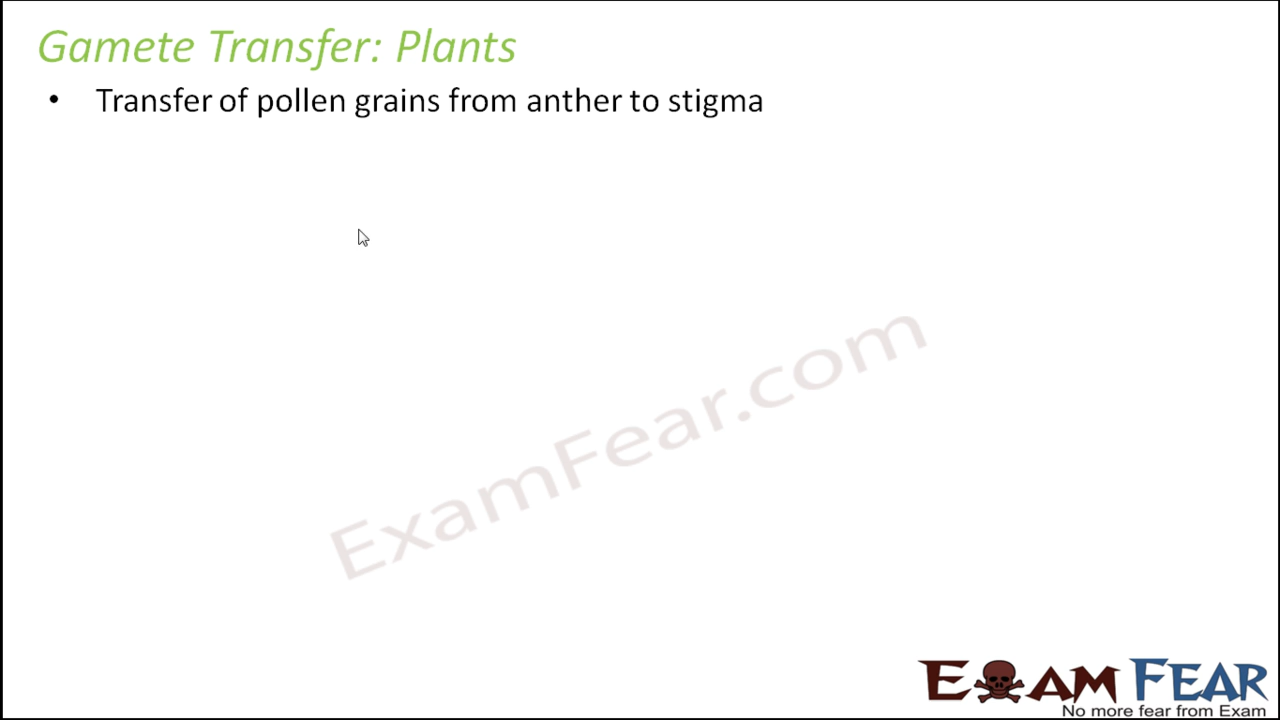 Gamete Transfer: Plants
• Transfer of pollen grains from anther to stigma
ExamFear.com
EXAM FEAR
No more fear from Exam